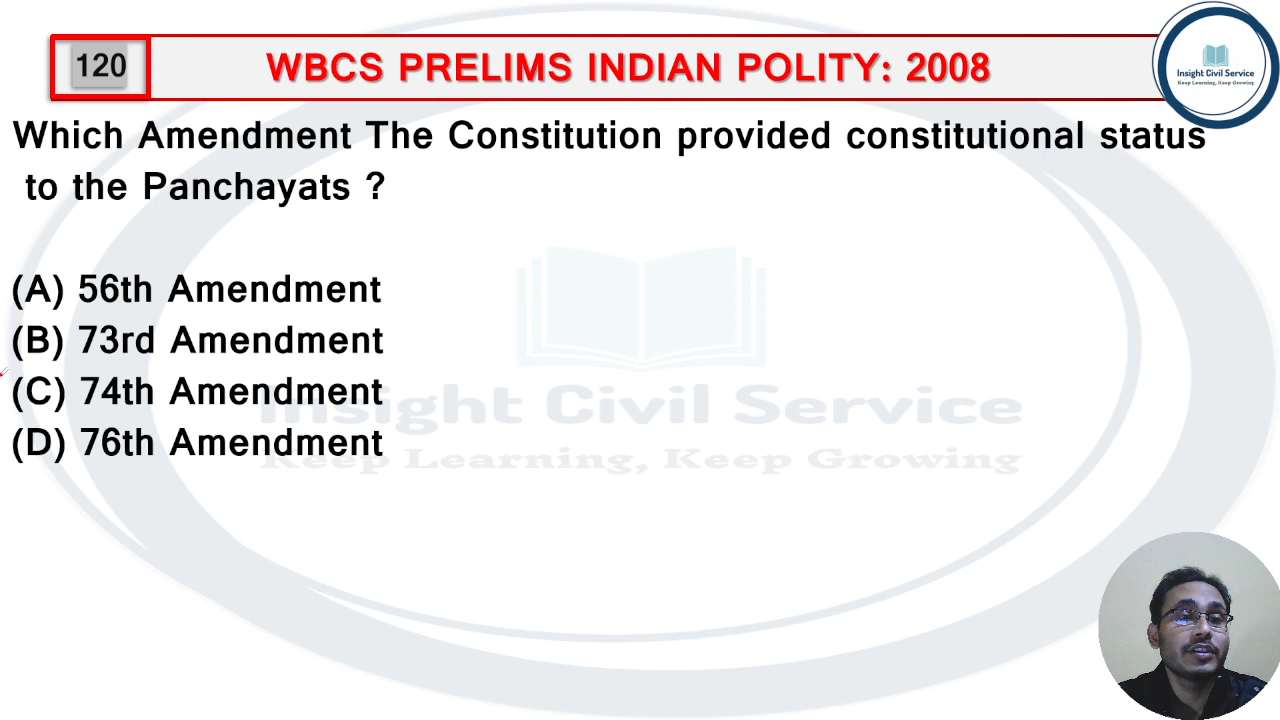 120
WBCS PRELIMS INDIAN POLITY: 2008
Insight Civil Service
Keep Learning, Keep Growing
Which Amendment The Constitution provided constitutional status
to the Panchayats ?
(A) 56th Amendment
(B) 73rd Amendment
(C) 74th Amendment
(D) 76th Amendment
Insight Civil Service
Keep Learning, Keep Growing